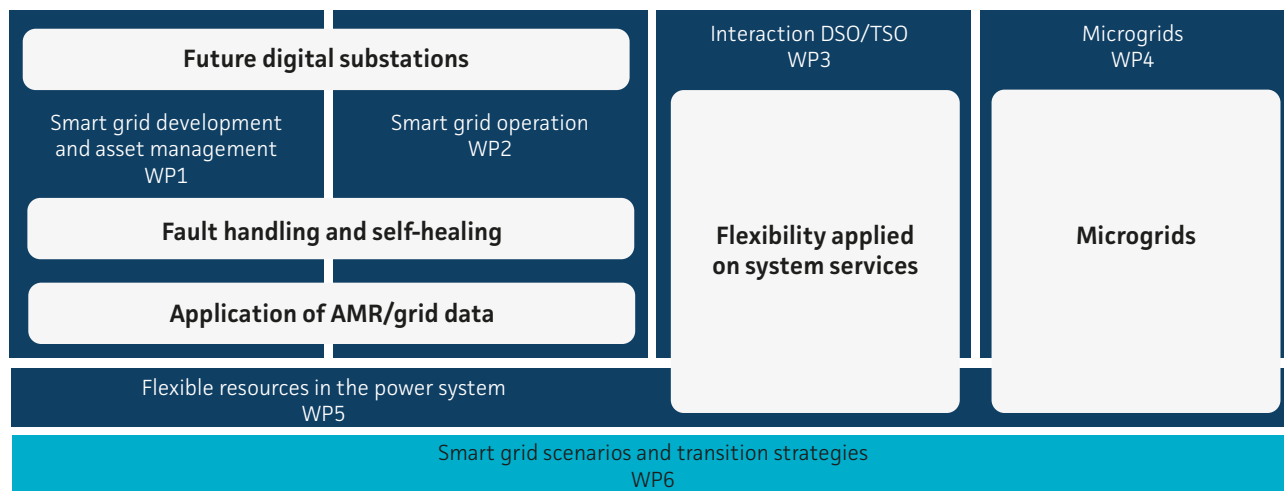 Future digital substations
Smart grid development
and asset management
WP1
Smart grid operation
WP2
Fault handling and self-healing
Application of AMR/grid data
Interaction DSO/TSO
WP3
Flexibility applied
on system services
Microgrids
WP4
Microgrids
Flexible resources in the power system
WP5
Smart grid scenarios and transition strategies
WP6